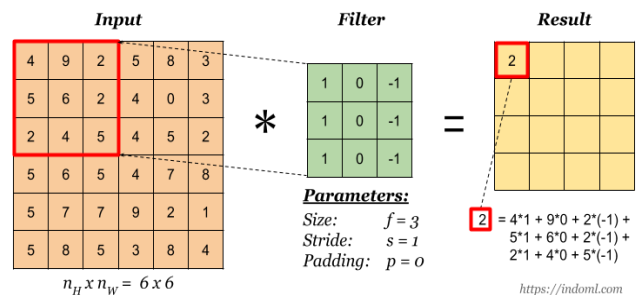 Input Filter Result
4 9 2 5 8 3
5 6 2 4 0 3
2 4 5 4 5 2
5 6 5 4 7 8
5 7 7 9 2 1
5 8 5 3 8 4
n_H x n_W = 6 x 6
*
1 0 -1
1 0 -1
1 0 -1
Parameters:
Size: f = 3
Stride: s = 1
Padding: p = 0
=
2
2 = 4*1 + 9*0 + 2*(-1) +
5*1 + 6*0 + 2*(-1) +
2*1 + 4*0 + 5*(-1)
https://indoml.com